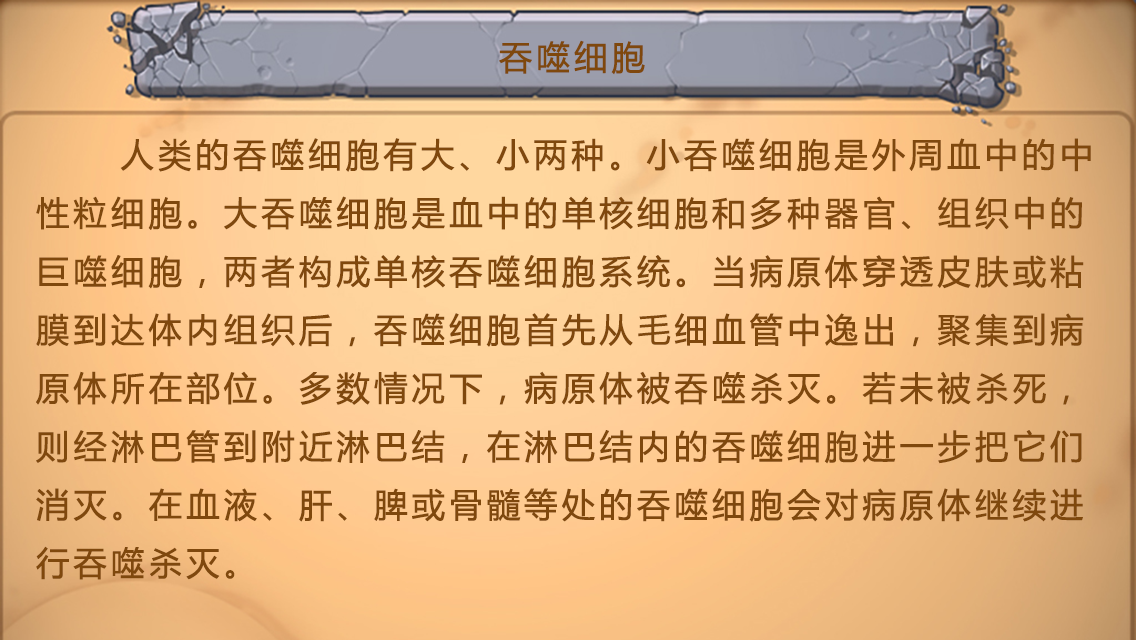 吞噬细胞
人类的吞噬细胞有大、小两种。小吞噬细胞是外周血中的中
性粒细胞。大吞噬细胞是血中的单核细胞和多种器官、组织中的
巨噬细胞，两者构成单核吞噬细胞系统。当病原体穿透皮肤或粘
膜到达体内组织后，吞噬细胞首先从毛细血管中逸出，聚集到病
原体所在部位。多数情况下，病原体被吞噬杀灭。若未被杀死，
则经淋巴管到附近淋巴结，在淋巴结内的吞噬细胞进一步把它们
消灭。在血液、肝、脾或骨髓等处的吞噬细胞会对病原体继续进
行吞噬杀灭。